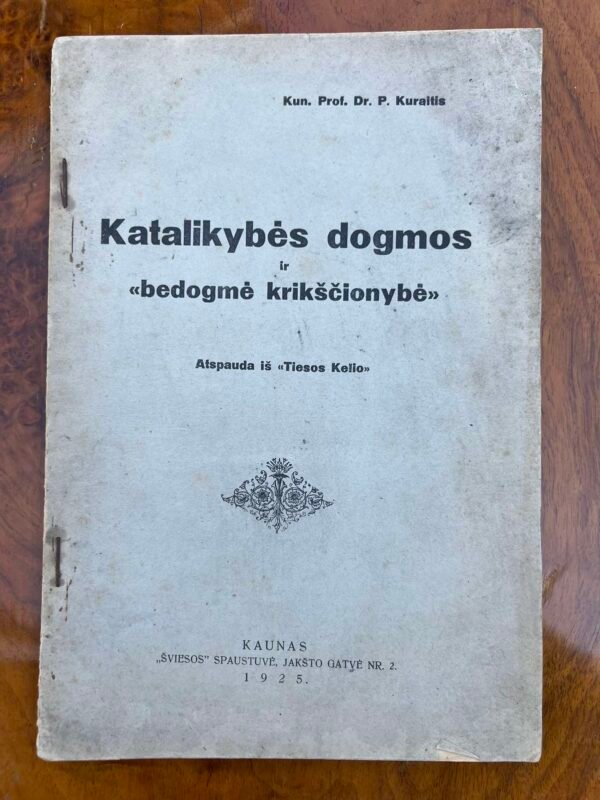 Kun. Prof. Dr. P. Kuraitis
Katalikybės dogmos
ir
«bedogmė krikščionybė»
Atspauda iš «Tiesos Kelio»
KAUNAS
„ŠVIESOS" SPAUSTUVĖ, JAKŠTO GATVĖ NR. 2.
1925.